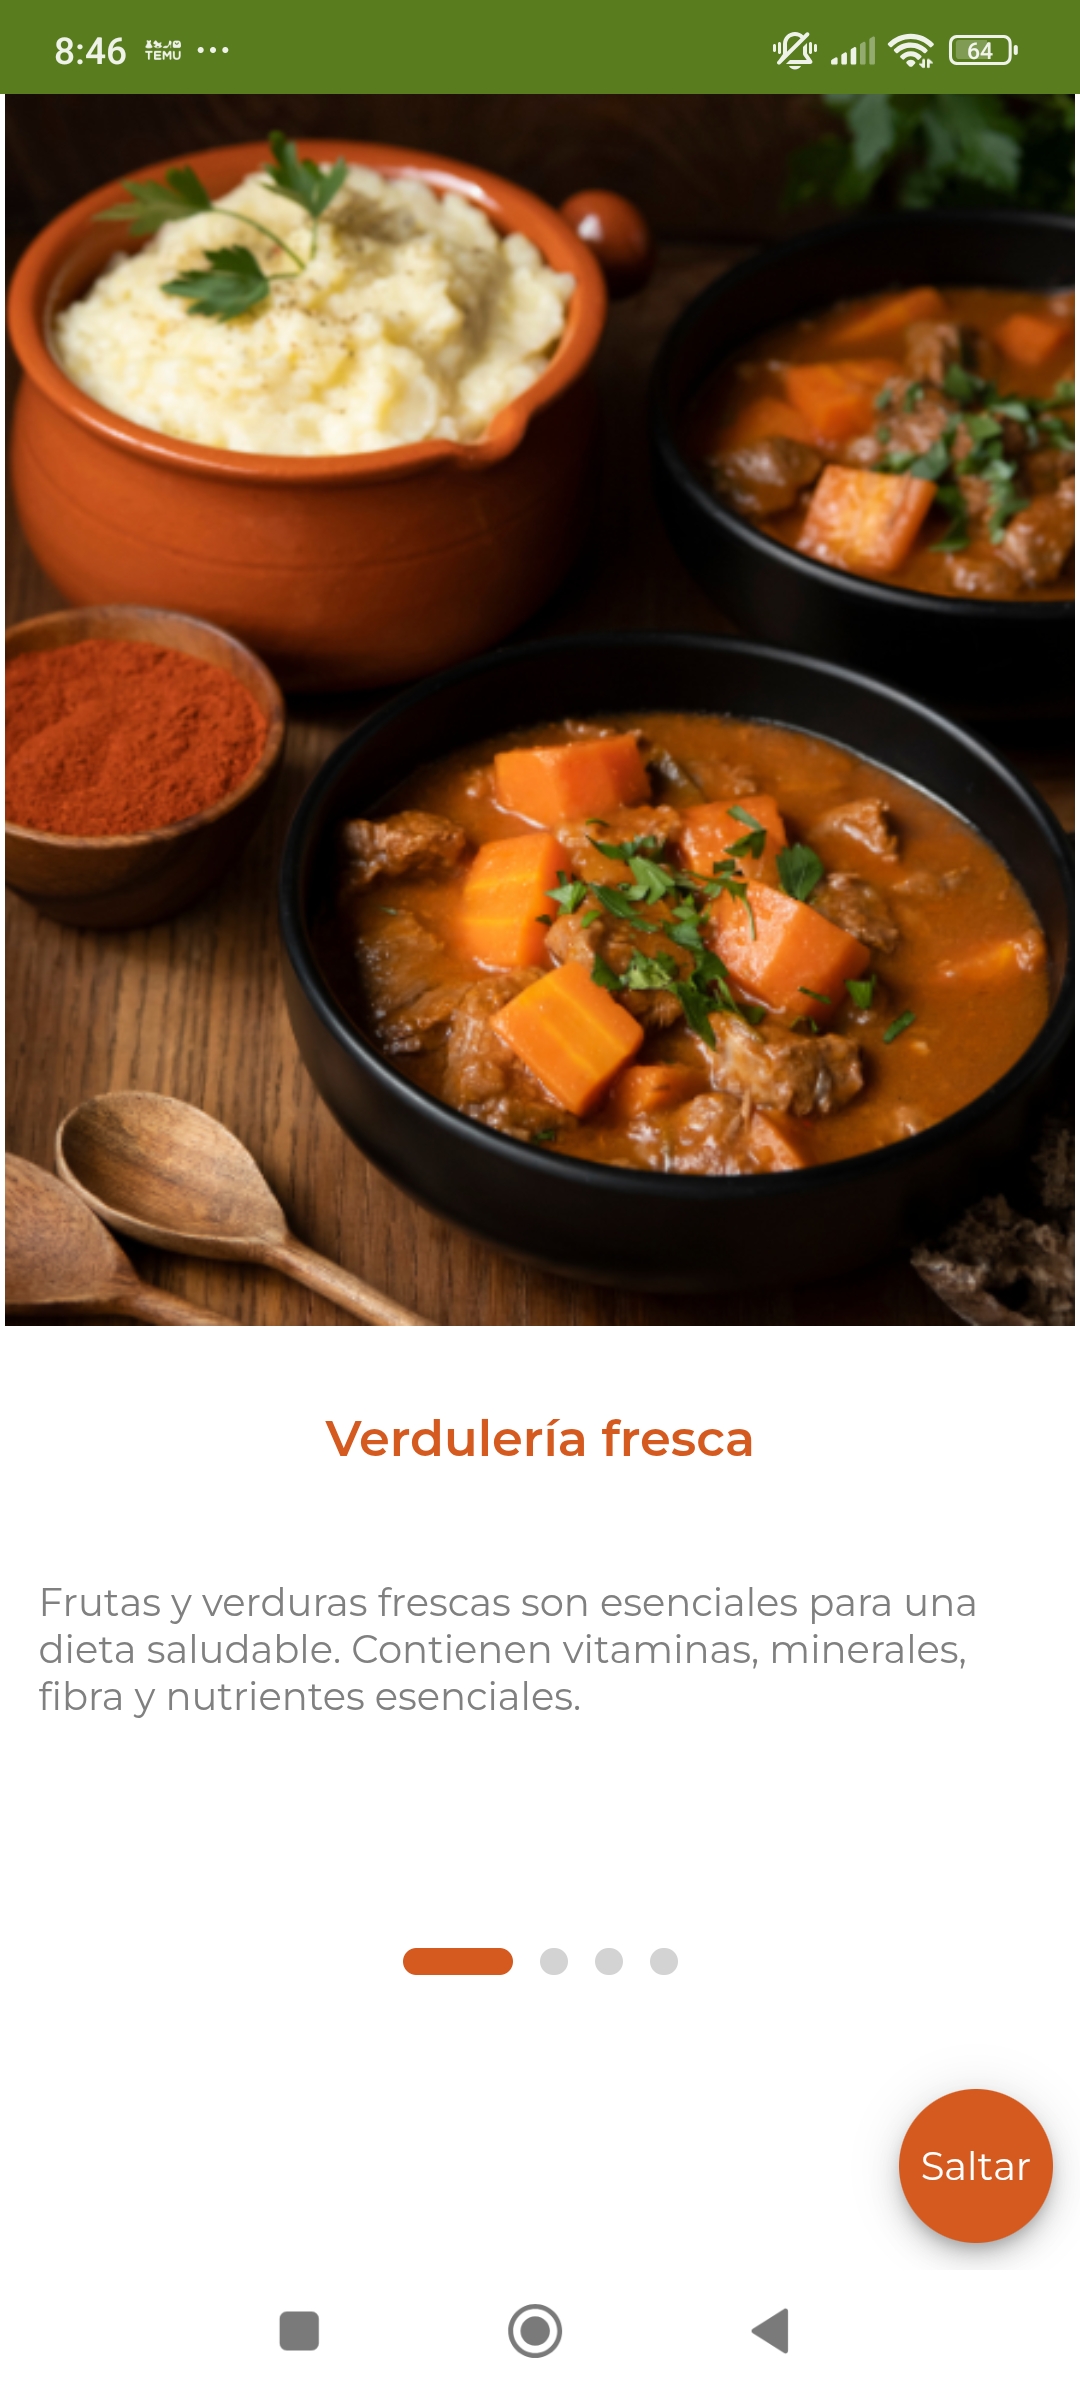 8:46 TEMU 64
Verdulería fresca
Frutas y verduras frescas son esenciales para una
dieta saludable. Contienen vitaminas, minerales,
fibra y nutrientes esenciales.
Saltar